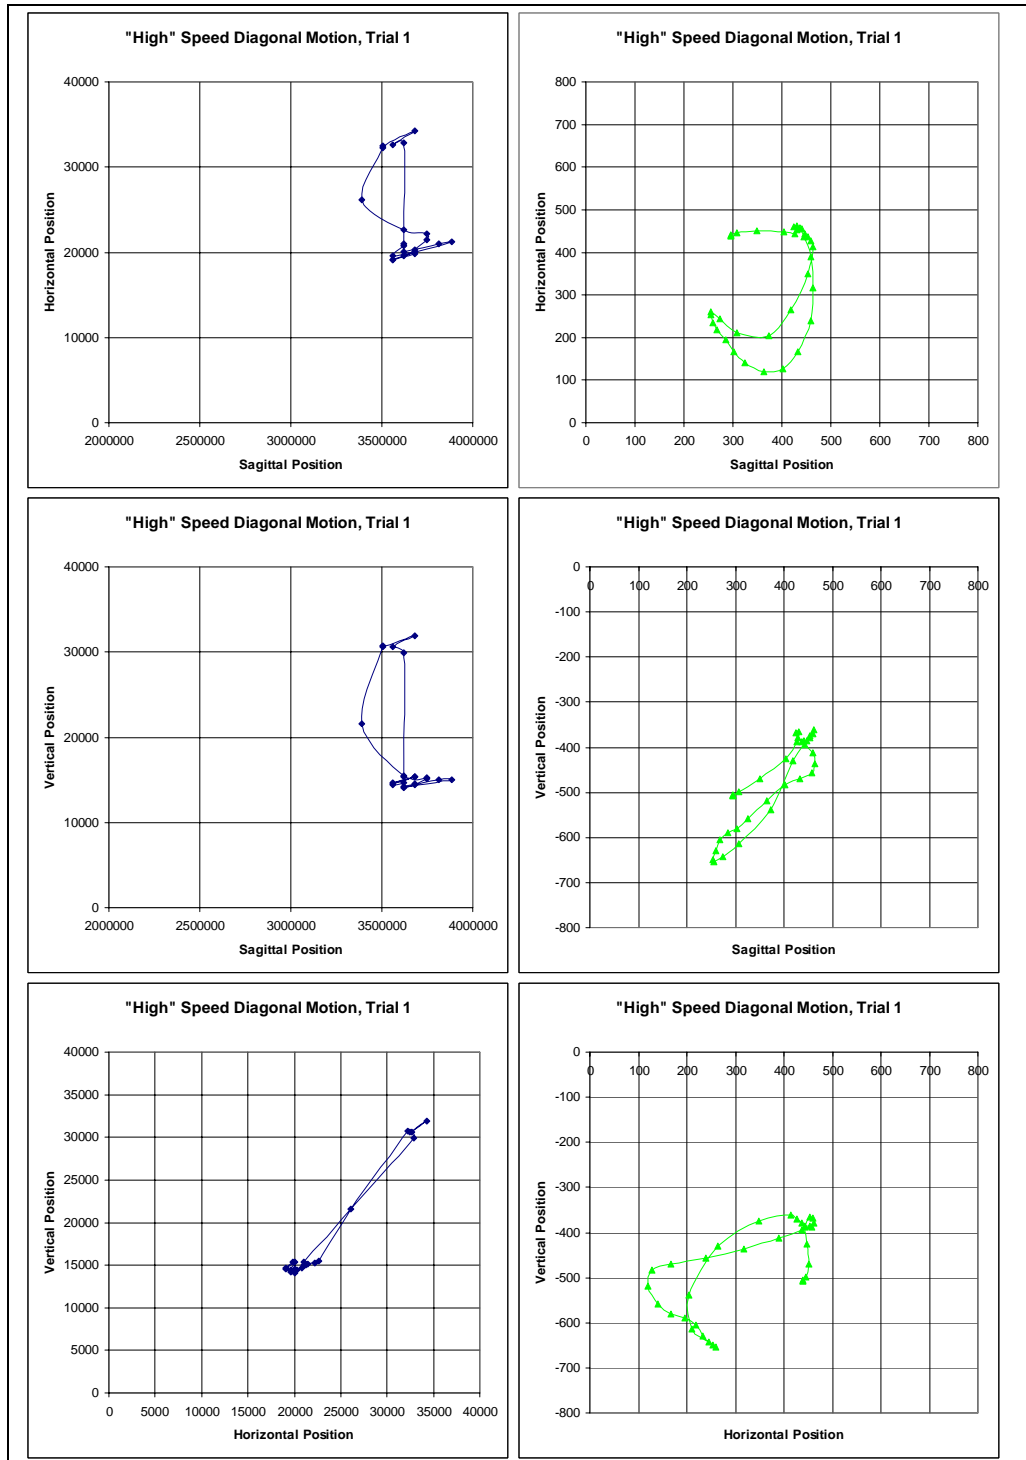 "High" Speed Diagonal Motion, Trial 1
40000
30000
20000
10000
0
2000000 2500000 3000000 3500000 4000000
Horizontal Position
Sagittal Position
"High" Speed Diagonal Motion, Trial 1
800
700
600
500
400
300
200
100
0
0 100 200 300 400 500 600 700 800
Horizontal Position
Sagittal Position
"High" Speed Diagonal Motion, Trial 1
40000
30000
20000
10000
0
2000000 2500000 3000000 3500000 4000000
Vertical Position
Sagittal Position
"High" Speed Diagonal Motion, Trial 1
0
-100
-200
-300
-400
-500
-600
-700
-800
0 100 200 300 400 500 600 700 800
Vertical Position
Sagittal Position
"High" Speed Diagonal Motion, Trial 1
40000
35000
30000
25000
20000
15000
10000
5000
0
0 5000 10000 15000 20000 25000 30000 35000 40000
Vertical Position
Horizontal Position
"High" Speed Diagonal Motion, Trial 1
0
-100
-200
-300
-400
-500
-600
-700
-800
0 100 200 300 400 500 600 700 800
Vertical Position
Horizontal Position